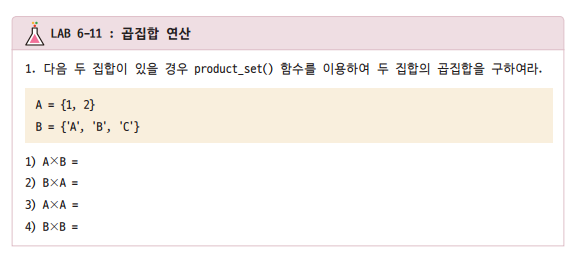 LAB 6-11 : 곱집합 연산
1. 다음 두 집합이 있을 경우 product_set() 함수를 이용하여 두 집합의 곱집합을 구하여라.
A = {1, 2}
B = {'A', 'B', 'C'}
1) A×B =
2) B×A =
3) A×A =
4) B×B =